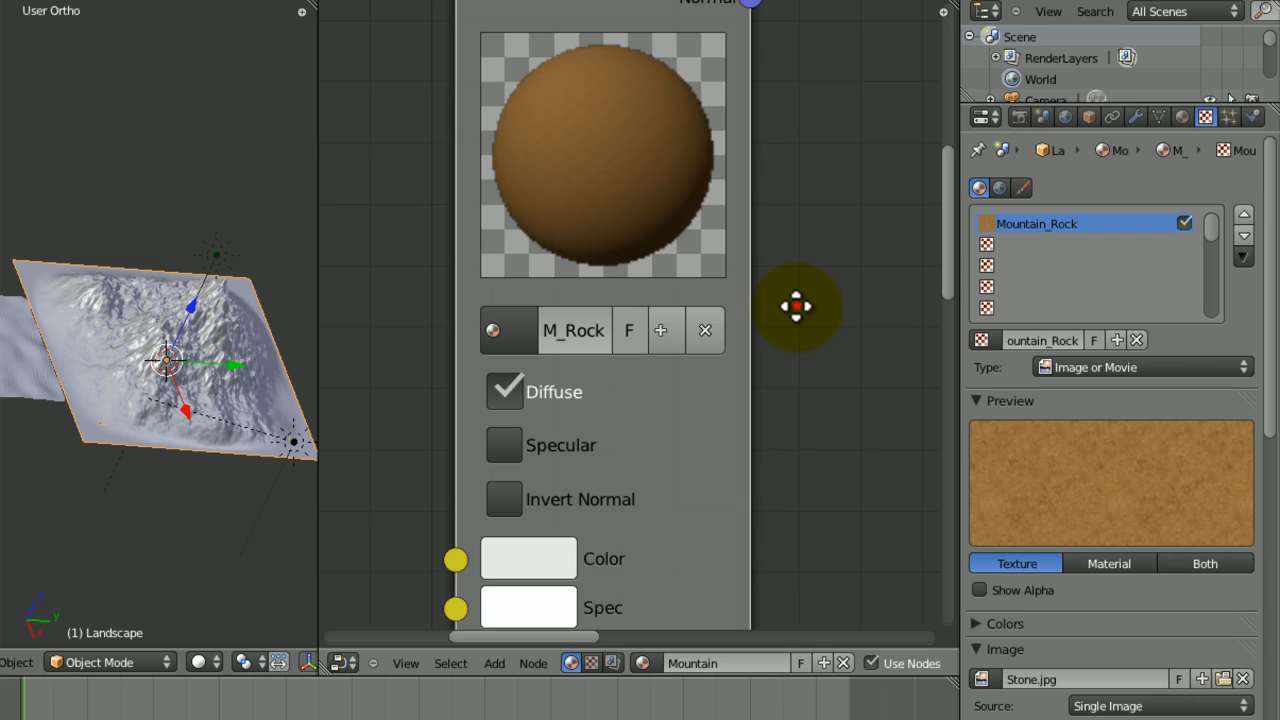 User Ortho
(1) Landscape
Object
Object Mode
Normal
M_Rock
F
Diffuse
Specular
Invert Normal
Color
Spec
View
Select
Add
Node
Mountain
F
Use Nodes
View
Search
All Scenes
Scene
RenderLayers
World
Camera
La
Mo
M_
Mou
Mountain_Rock
ountain_Rock
F
Type:
Image or Movie
Preview
Texture
Material
Both
Show Alpha
Colors
Image
Stone.jpg
F
Source:
Single Image